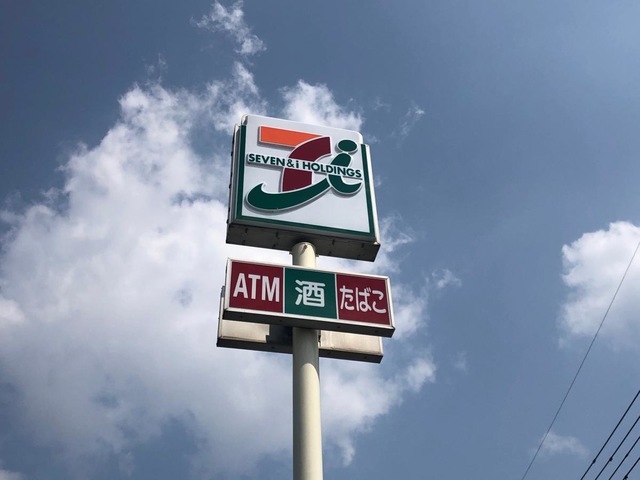 SEVEN & i HOLDINGS
ATM 酒 たばこ